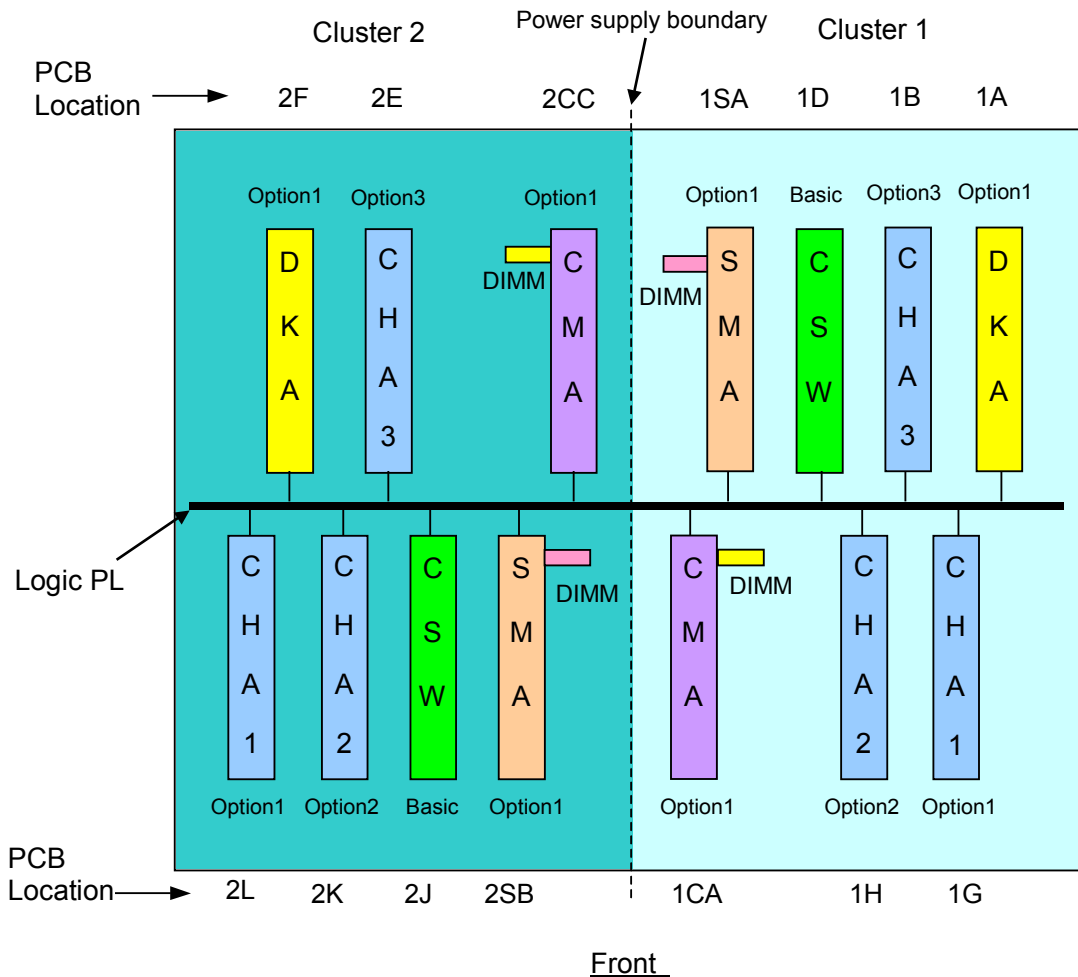 Cluster 2
Power supply boundary
Cluster 1
PCB
Location
2F
2E
2CC
1SA
1D
1B
1A
Option1
Option3
Option1
Option1
Basic
Option3
Option1
D
K
A
C
H
A
3
DIMM
C
M
A
DIMM
S
M
A
C
S
W
C
H
A
3
D
K
A
Logic PL
C
H
A
1
C
H
A
2
C
S
W
S
M
A
DIMM
C
M
A
DIMM
C
H
A
2
C
H
A
1
Option1
Option2
Basic
Option1
Option1
Option2
Option1
PCB
Location
2L
2K
2J
2SB
1CA
1H
1G
Front